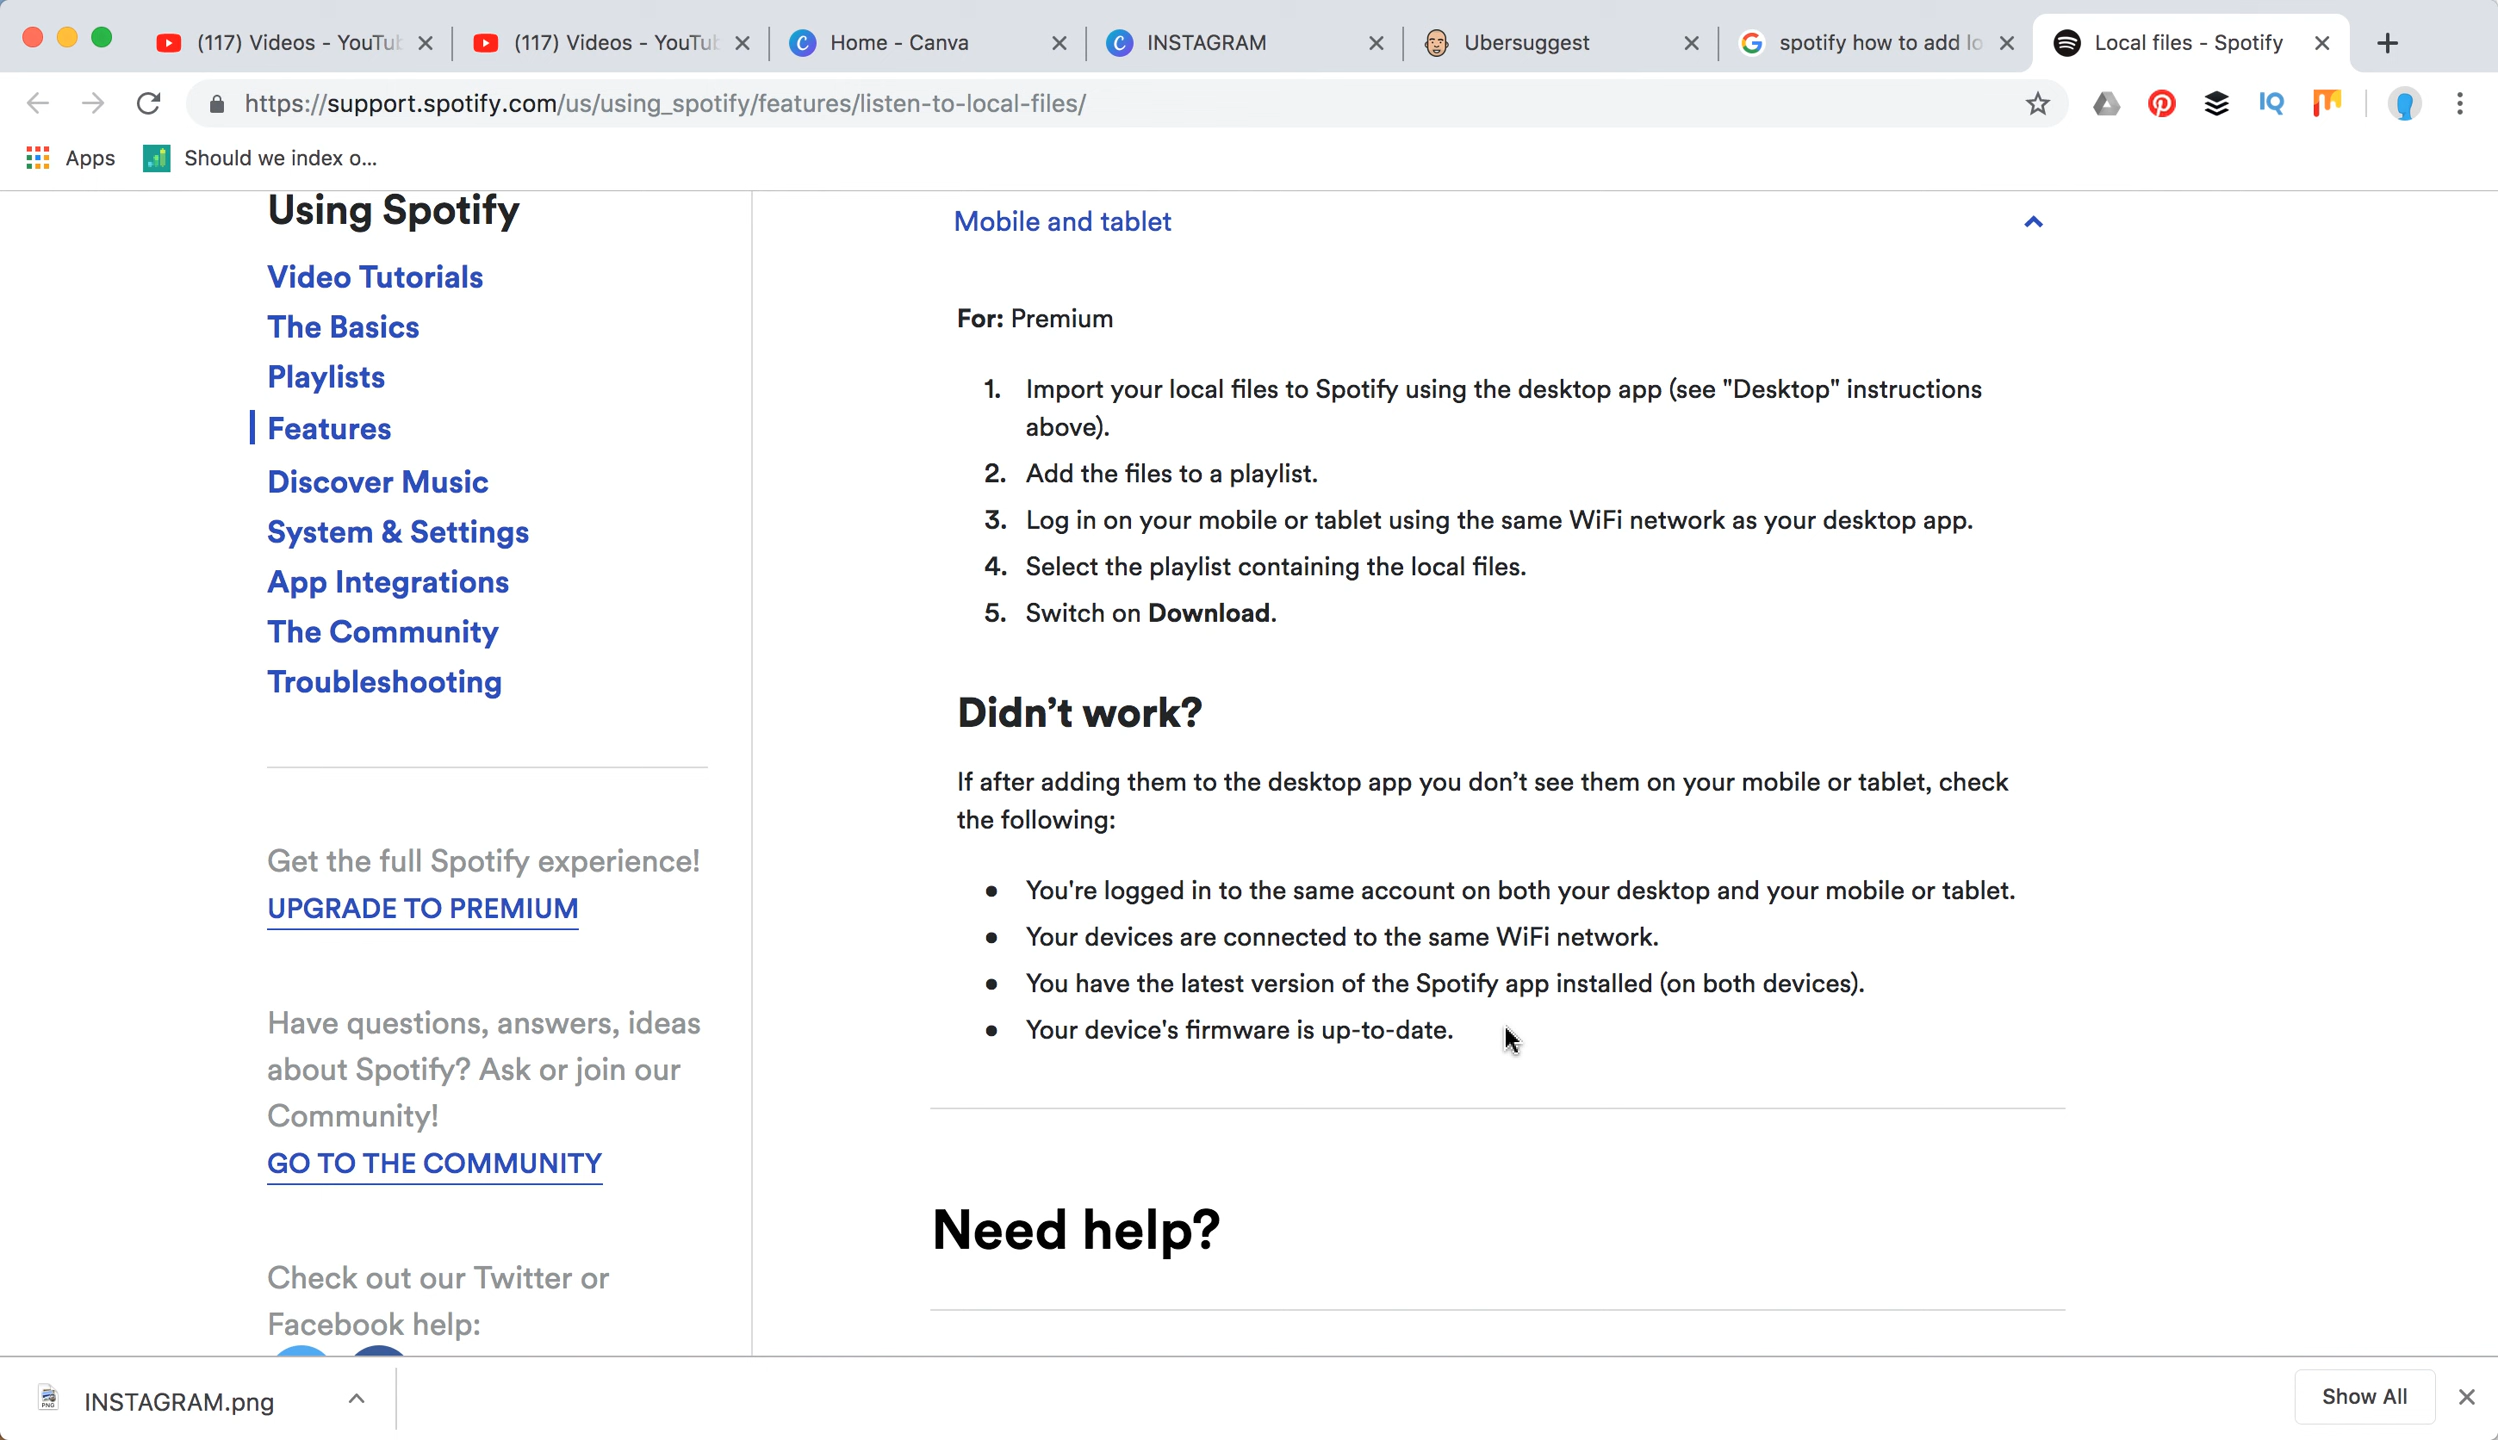 (117) Videos - YouTu
(117) Videos - YouTu
Home - Canva
INSTAGRAM
Ubersuggest
spotify how to add lo
Local files - Spotify
https://support.spotify.com/us/using_spotify/features/listen-to-local-files/
Apps
Should we index o...
Using Spotify
Video Tutorials
The Basics
Playlists
Features
Discover Music
System & Settings
App Integrations
The Community
Troubleshooting
Get the full Spotify experience!
UPGRADE TO PREMIUM
Have questions, answers, ideas
about Spotify? Ask or join our
Community!
GO TO THE COMMUNITY
Check out our Twitter or
Facebook help:
Mobile and tablet
For: Premium
1. Import your local files to Spotify using the desktop app (see "Desktop" instructions
above).
2. Add the files to a playlist.
3. Log in on your mobile or tablet using the same WiFi network as your desktop app.
4. Select the playlist containing the local files.
5. Switch on Download.
Didn’t work?
If after adding them to the desktop app you don’t see them on your mobile or tablet, check
the following:
● You're logged in to the same account on both your desktop and your mobile or tablet.
● Your devices are connected to the same WiFi network.
● You have the latest version of the Spotify app installed (on both devices).
● Your device's firmware is up-to-date.
Need help?
INSTAGRAM.png
Show All